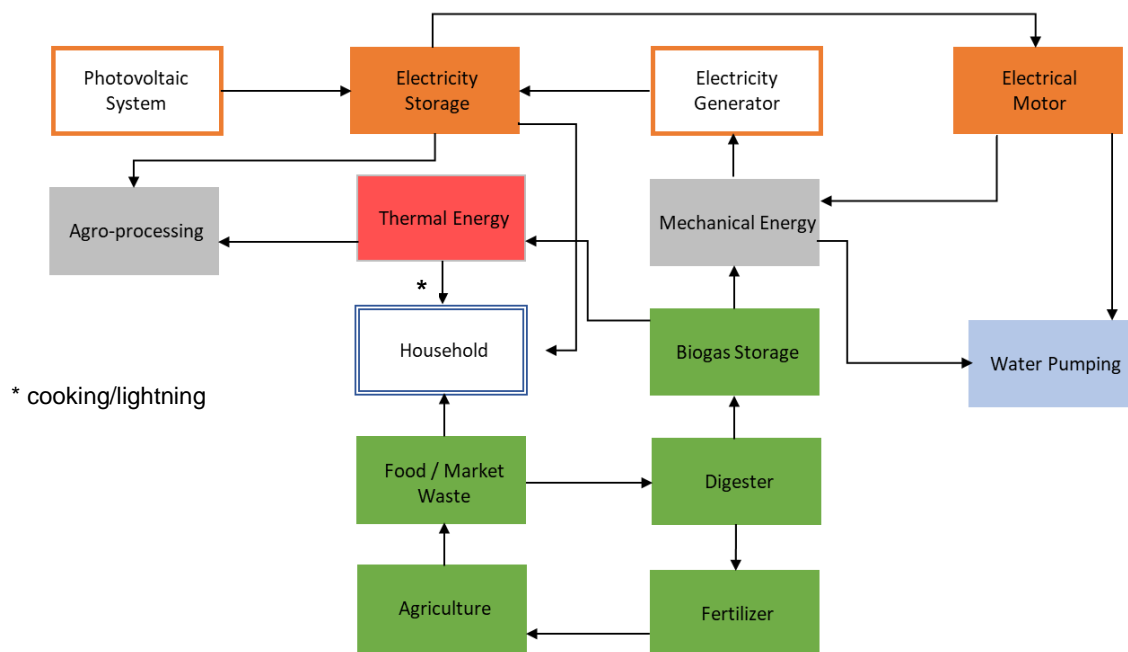 Photovoltaic
System
Electricity
Storage
Electricity
Generator
Electrical
Motor
Agro-processing
Thermal Energy
Mechanical Energy
*
Household
Biogas Storage
Water Pumping
* cooking/lightning
Food / Market
Waste
Digester
Agriculture
Fertilizer